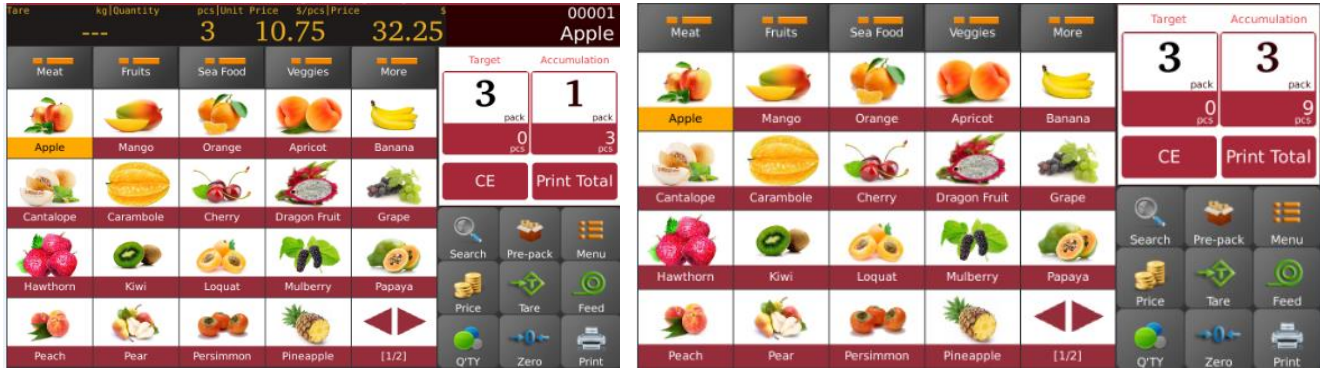 Tare kg|Quantity pcs|Unit Price $/pcs|Price $
--- 3 10.75 32.25
00001
Apple
Meat Fruits Sea Food Veggies More
Target Accumulation
3 1
pack pack
0 3
pcs pcs
Apple Mango Orange Apricot Banana
CE Print Total
Cantalope Carambole Cherry Dragon Fruit Grape
Search Pre-pack Menu
Hawthorn Kiwi Loquat Mulberry Papaya
Price Tare Feed
Peach Pear Persimmon Pineapple [1/2]
Q'TY Zero Print
Meat Fruits Sea Food Veggies More
Target Accumulation
3 3
pack pack
0 9
pcs pcs
Apple Mango Orange Apricot Banana
CE Print Total
Cantalope Carambole Cherry Dragon Fruit Grape
Search Pre-pack Menu
Hawthorn Kiwi Loquat Mulberry Papaya
Price Tare Feed
Peach Pear Persimmon Pineapple [1/2]
Q'TY Zero Print